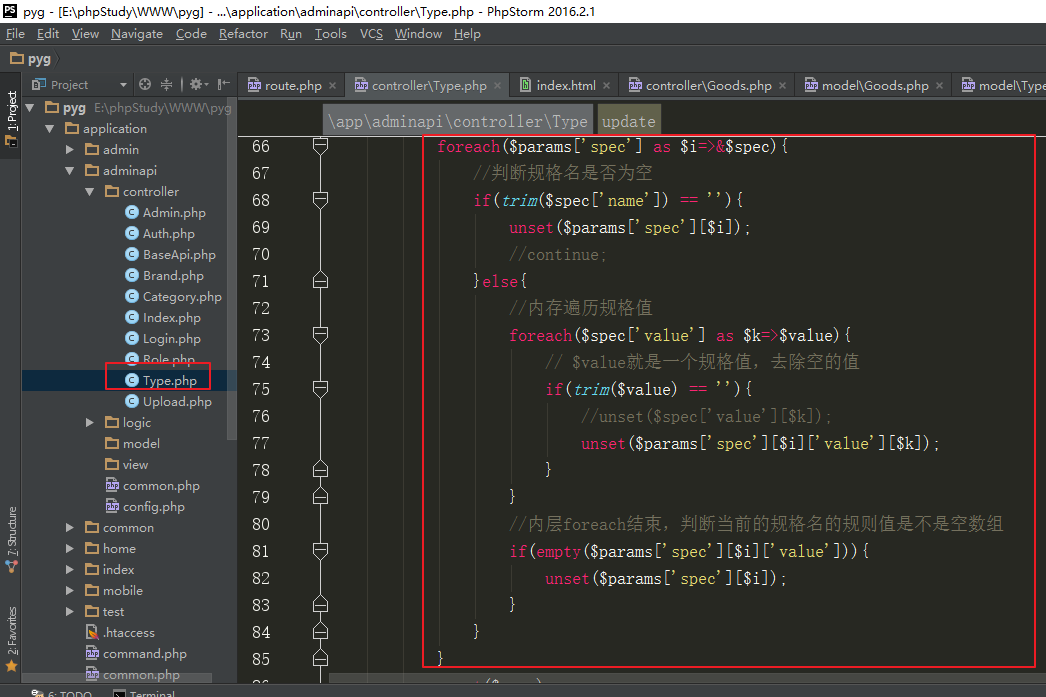 pyg - [E:\phpStudy\WWW\pyg] - ...\application\adminapi\controller\Type.php - PhpStorm 2016.2.1
File Edit View Navigate Code Refactor Run Tools VCS Window Help
pyg
Project
route.php controller\Type.php index.html controller\Goods.php model\Goods.php model\Type
1: Project
7: Structure
2: Favorites
pyg E:\phpStudy\WWW\pyg
application
admin
adminapi
controller
Admin.php
Auth.php
BaseApi.php
Brand.php
Category.php
Index.php
Login.php
Role.php
Type.php
Upload.php
logic
model
view
common.php
config.php
common
home
index
mobile
test
.htaccess
command.php
common.php
\app\adminapi\controller\Type update
66 foreach($params['spec'] as $i=>&$spec){
67 //判断规格名是否为空
68 if(trim($spec['name']) == ''){
69 unset($params['spec'][$i]);
70 //continue;
71 }else{
72 //内存遍历规格值
73 foreach($spec['value'] as $k=>$value){
74 // $value就是一个规格值，去除空的值
75 if(trim($value) == ''){
76 //unset($spec['value'][$k]);
77 unset($params['spec'][$i]['value'][$k]);
78 }
79 }
80 //内层foreach结束，判断当前的规格名的规则值是不是空数组
81 if(empty($params['spec'][$i]['value'])){
82 unset($params['spec'][$i]);
83 }
84 }
85 }
6: TODO Terminal